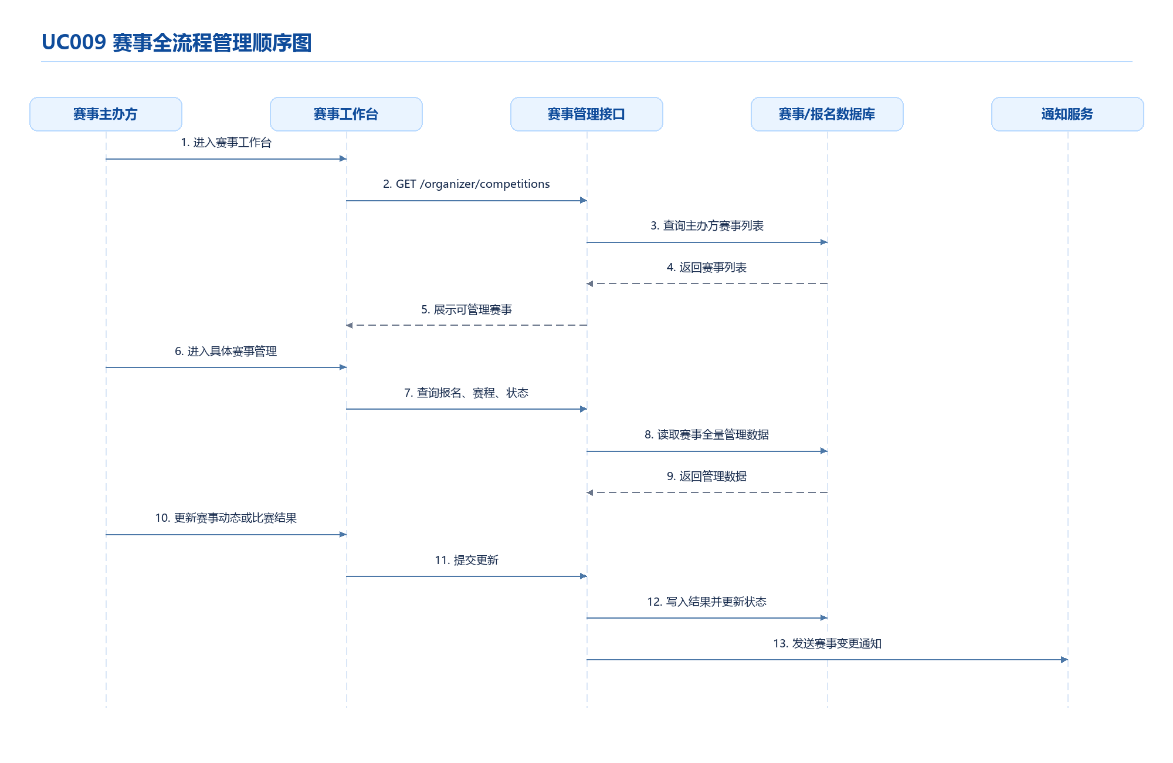 UC009 赛事全流程管理顺序图
赛事主办方
赛事工作台
赛事管理接口
赛事/报名数据库
通知服务
1. 进入赛事工作台
2. GET /organizer/competitions
3. 查询主办方赛事列表
4. 返回赛事列表
5. 展示可管理赛事
6. 进入具体赛事管理
7. 查询报名、赛程、状态
8. 读取赛事全量管理数据
9. 返回管理数据
10. 更新赛事动态或比赛结果
11. 提交更新
12. 写入结果并更新状态
13. 发送赛事变更通知